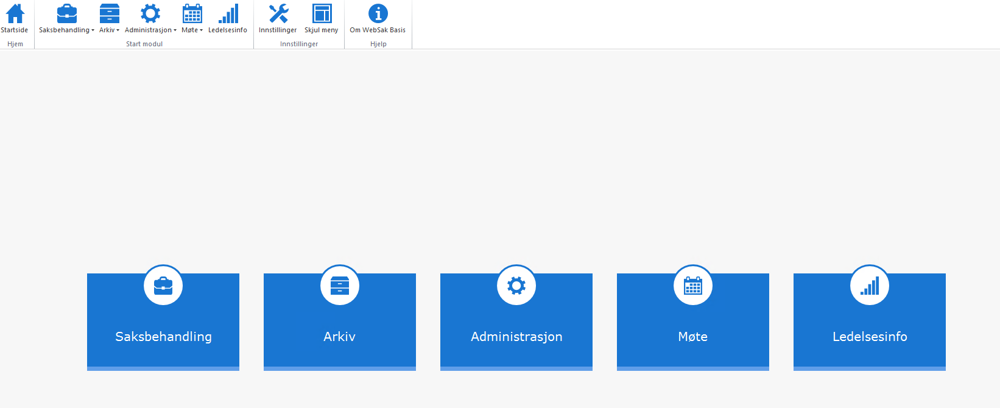 Startside Saksbehandling Arkiv Administrasjon Møte Ledelsesinfo Innstillinger Skjul meny Om WebSak Basis
Hjem Start modul Innstillinger Hjelp
Saksbehandling Arkiv Administrasjon Møte Ledelsesinfo